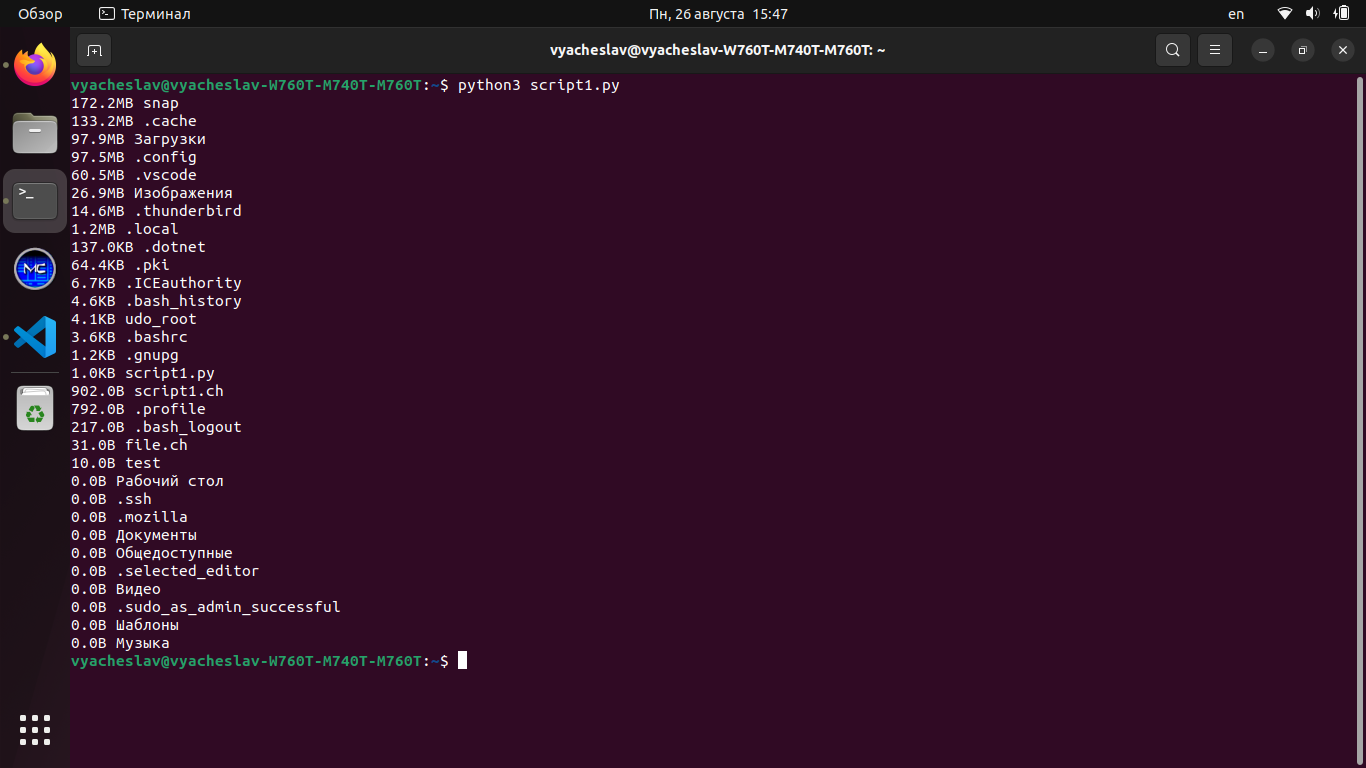 Обзор
Терминал
Пн, 26 августа 15:47
en
vyacheslav@vyacheslav-W760T-M740T-M760T: ~
vyacheslav@vyacheslav-W760T-M740T-M760T:~$ python3 script1.py
172.2MB snap
133.2MB .cache
97.9MB Загрузки
97.5MB .config
60.5MB .vscode
26.9MB Изображения
14.6MB .thunderbird
1.2MB .local
137.0KB .dotnet
64.4KB .pki
6.7KB .ICEauthority
4.6KB .bash_history
4.1KB udo_root
3.6KB .bashrc
1.2KB .gnupg
1.0KB script1.py
902.0B script1.ch
792.0B .profile
217.0B .bash_logout
31.0B file.ch
10.0B test
0.0B Рабочий стол
0.0B .ssh
0.0B .mozilla
0.0B Документы
0.0B Общедоступные
0.0B .selected_editor
0.0B Видео
0.0B .sudo_as_admin_successful
0.0B Шаблоны
0.0B Музыка
vyacheslav@vyacheslav-W760T-M740T-M760T:~$
MC